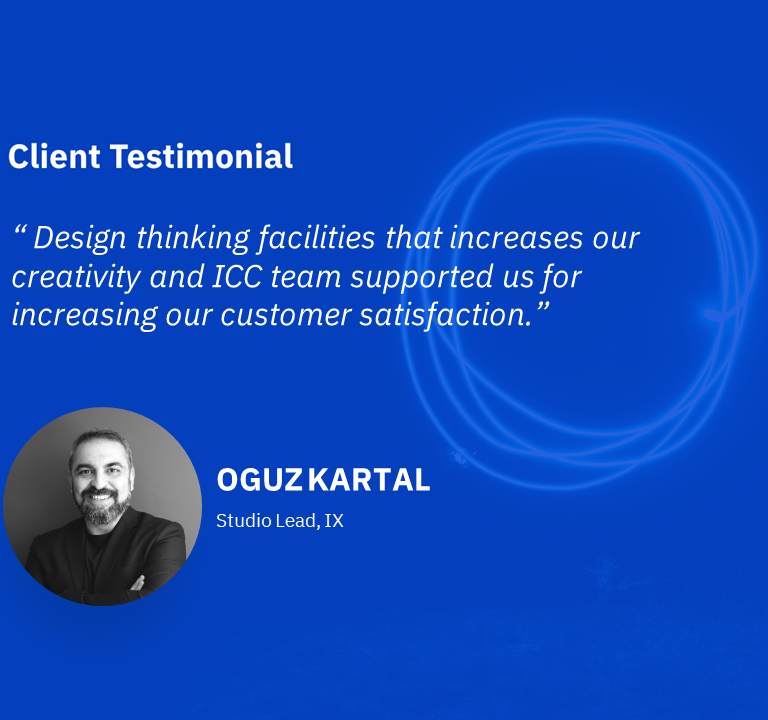 Client Testimonial
“ Design thinking facilities that increases our
creativity and ICC team supported us for
increasing our customer satisfaction.”
OGUZ KARTAL
Studio Lead, IX